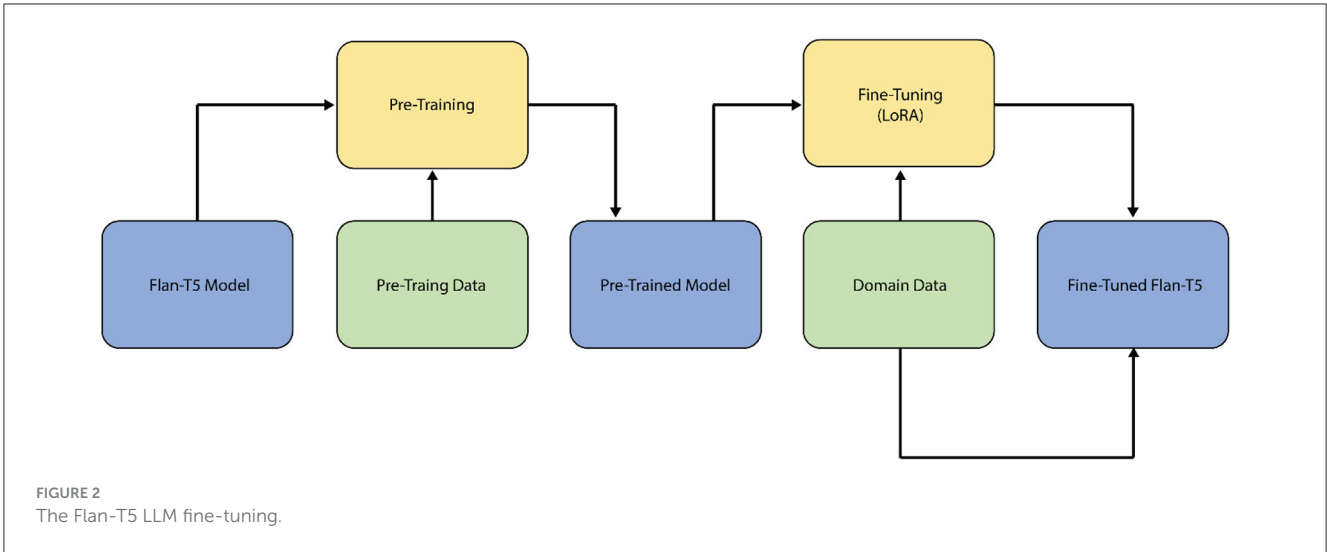 Pre-Training
Fine-Tuning
(LoRA)
Flan-T5 Model
Pre-Traing Data
Pre-Trained Model
Domain Data
Fine-Tuned Flan-T5
FIGURE 2
The Flan-T5 LLM fine-tuning.